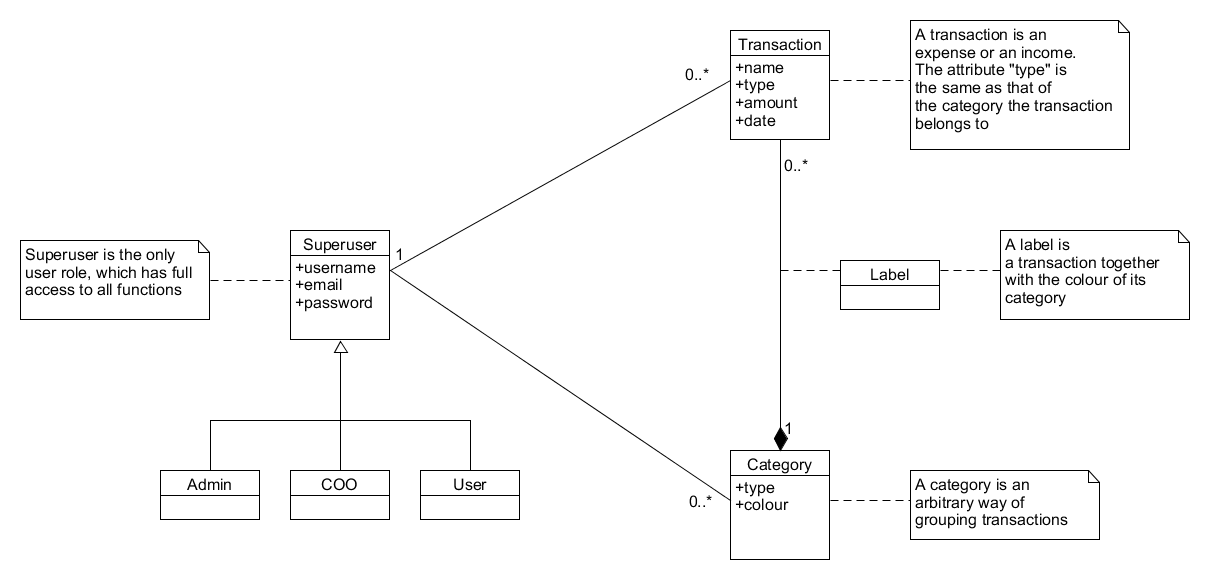 Transaction
+name
+type
+amount
+date
A transaction is an
expense or an income.
The attribute "type" is
the same as that of
the category the transaction
belongs to
0..*
0..*
Superuser is the only
user role, which has full
access to all functions
Superuser
+username
+email
+password
1
Label
A label is
a transaction together
with the colour of its
category
1
Admin
COO
User
0..*
Category
+type
+colour
A category is an
arbitrary way of
grouping transactions